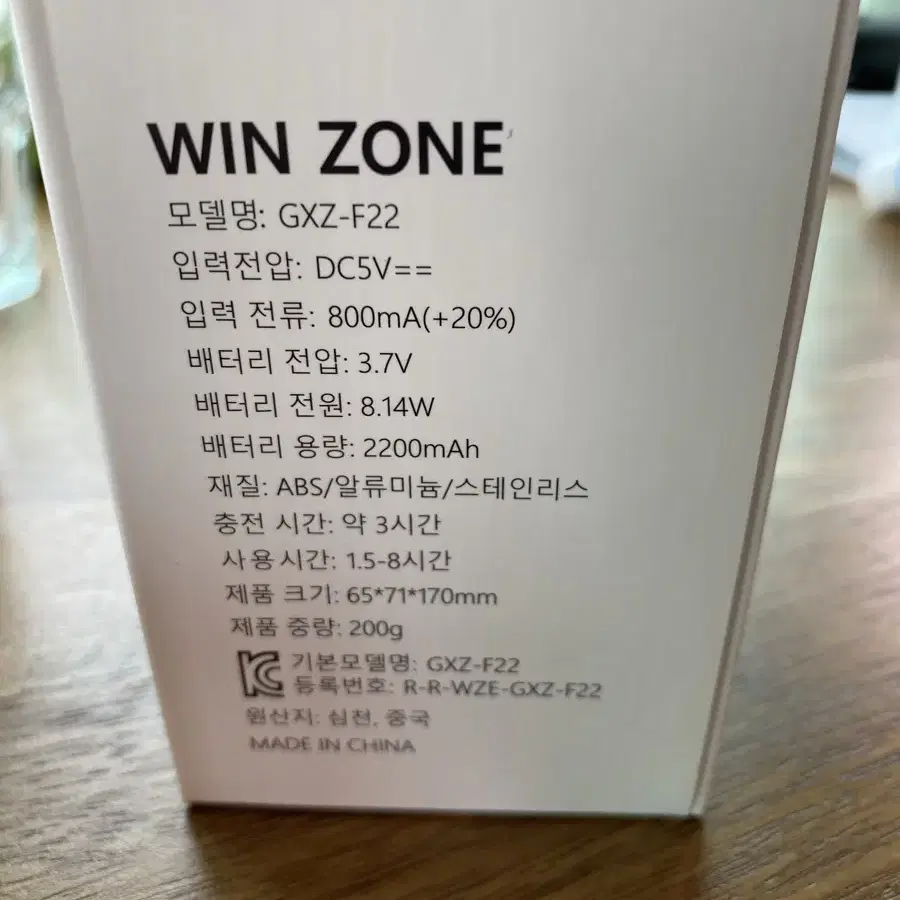 WIN ZONE
모델명: GXZ-F22
입력전압: DC5V==
입력 전류: 800mA(+20%)
배터리 전압: 3.7V
배터리 전원: 8.14W
배터리 용량: 2200mAh
재질: ABS/알류미늄/스테인리스
충전 시간: 약 3시간
사용시간: 1.5-8시간
제품 크기: 65*71*170mm
제품 중량: 200g
기본모델명: GXZ-F22
등록번호: R-R-WZE-GXZ-F22
원산지: 심천, 중국
MADE IN CHINA